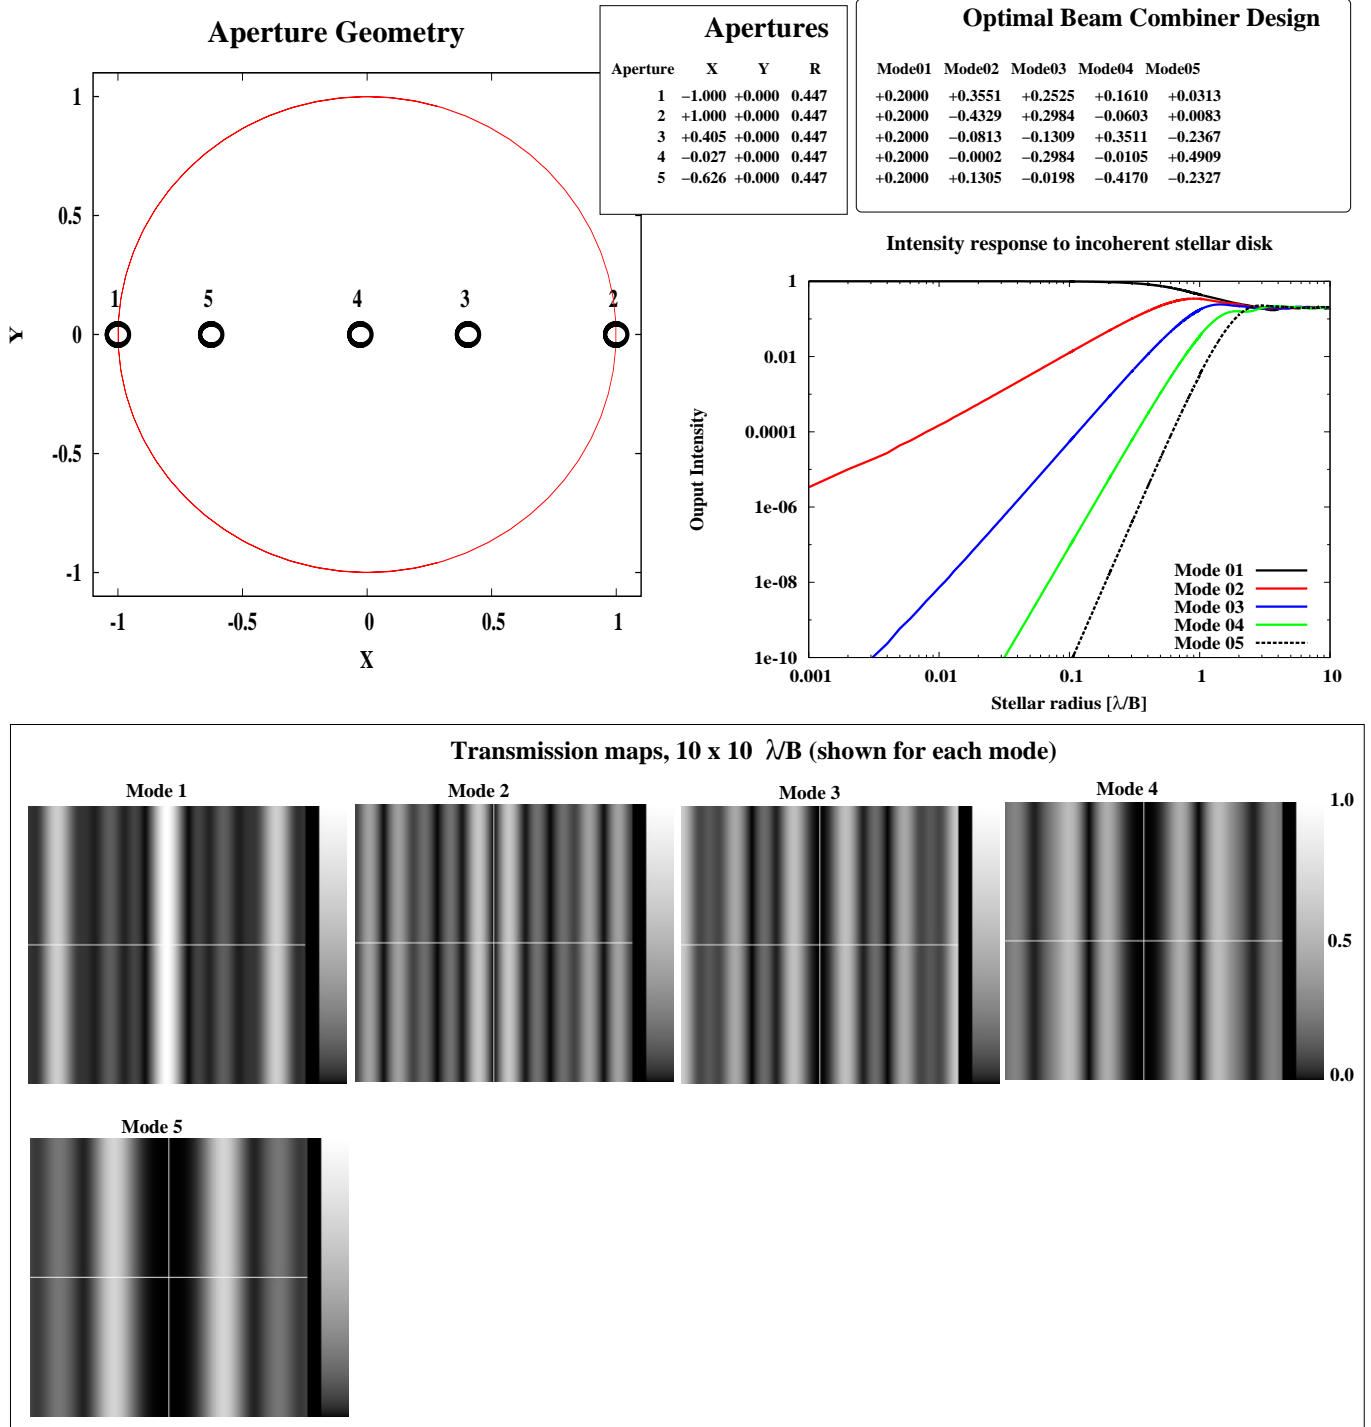 Aperture Geometry
1
0.5
0
-0.5
-1
Y
1
5
4
3
2
-1
-0.5
0
0.5
1
X
Apertures
Aperture X Y R
1 −1.000 +0.000 0.447
2 +1.000 +0.000 0.447
3 +0.405 +0.000 0.447
4 −0.027 +0.000 0.447
5 −0.626 +0.000 0.447
Optimal Beam Combiner Design
Mode01 Mode02 Mode03 Mode04 Mode05
+0.2000 +0.3551 +0.2525 +0.1610 +0.0313
+0.2000 −0.4329 +0.2984 −0.0603 +0.0083
+0.2000 −0.0813 −0.1309 +0.3511 −0.2367
+0.2000 −0.0002 −0.2984 −0.0105 +0.4909
+0.2000 +0.1305 −0.0198 −0.4170 −0.2327
Intensity response to incoherent stellar disk
1
0.01
0.0001
1e-06
1e-08
1e-10
Ouput Intensity
Mode 01
Mode 02
Mode 03
Mode 04
Mode 05
0.001
0.01
0.1
1
10
Stellar radius [λ/B]
Transmission maps, 10 x 10 λ/B (shown for each mode)
Mode 1
Mode 2
Mode 3
Mode 4
1.0
0.5
0.0
Mode 5